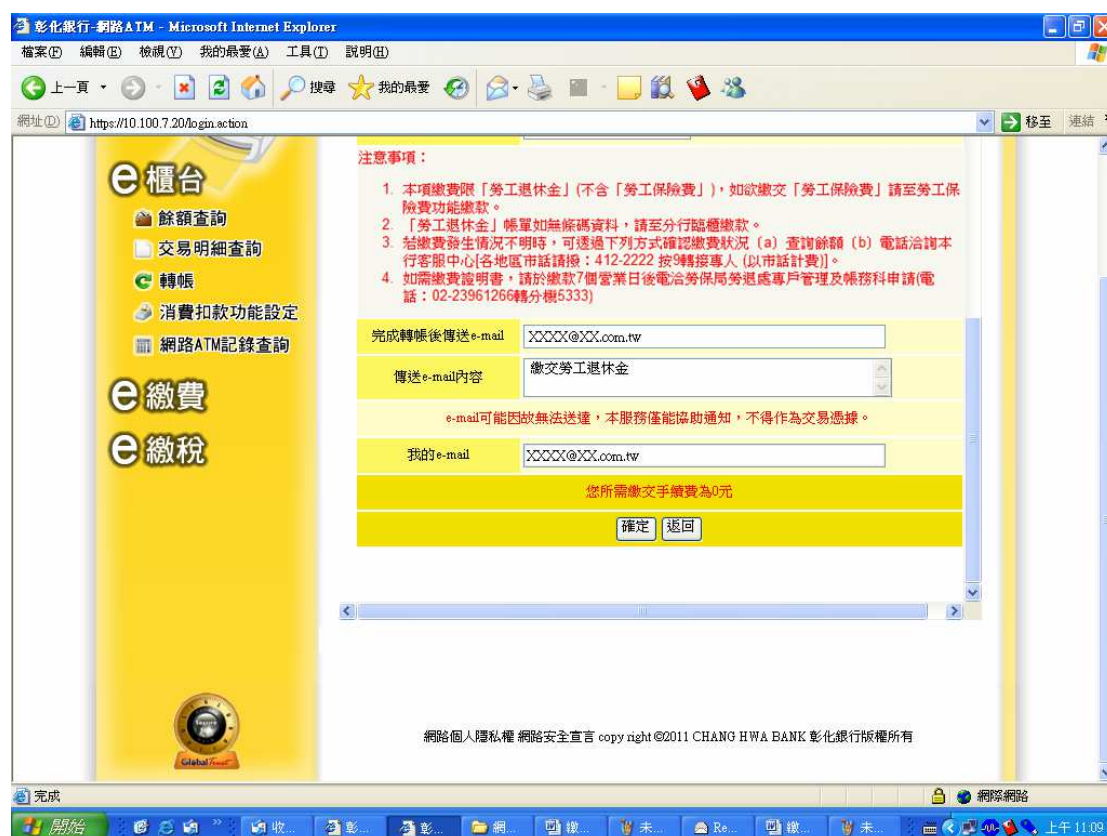 彰化銀行-網路ATM - Microsoft Internet Explorer
檔案(F) 編輯(E) 檢視(V) 我的最愛(A) 工具(T) 說明(H)
上一頁 搜尋 我的最愛
網址(D) https://10.100.7.20/login.action 移至 連結
e櫃台
餘額查詢
交易明細查詢
轉帳
消費扣款功能設定
網路ATM記錄查詢
e繳費
e繳稅
注意事項：
1. 本項繳費限「勞工退休金」(不含「勞工保險費」)，如欲繳交「勞工保險費」請至勞工保
險費功能繳款。
2. 「勞工退休金」帳單如無條碼資料，請至分行臨櫃繳款。
3. 若繳費發生情況不明時，可透過下列方式確認繳費狀況〔a〕查詢餘額〔b〕電話洽詢本
行客服中心[各地區市話請撥：412-2222 按9轉接專人 (以市話計費)]。
4. 如需繳費證明書，請於繳款7個營業日後電洽勞保局勞退處專戶管理及帳務科申請(電
話：02-23961266轉分機5333)
完成轉帳後傳送e-mail XXXX@XX.com.tw
傳送e-mail內容 繳交勞工退休金
e-mail可能因故無法送達，本服務僅能協助通知，不得作為交易憑據。
我的e-mail XXXX@XX.com.tw
您所需繳交手續費為0元
確定 返回
GlobalTrust
網路個人隱私權 網路安全宣言 copy right ©2011 CHANG HWA BANK 彰化銀行版權所有
完成 網際網路
開始 收... 彰... 彰... 網... 繳... 未... Re... 繳... 未... 上午 11:09